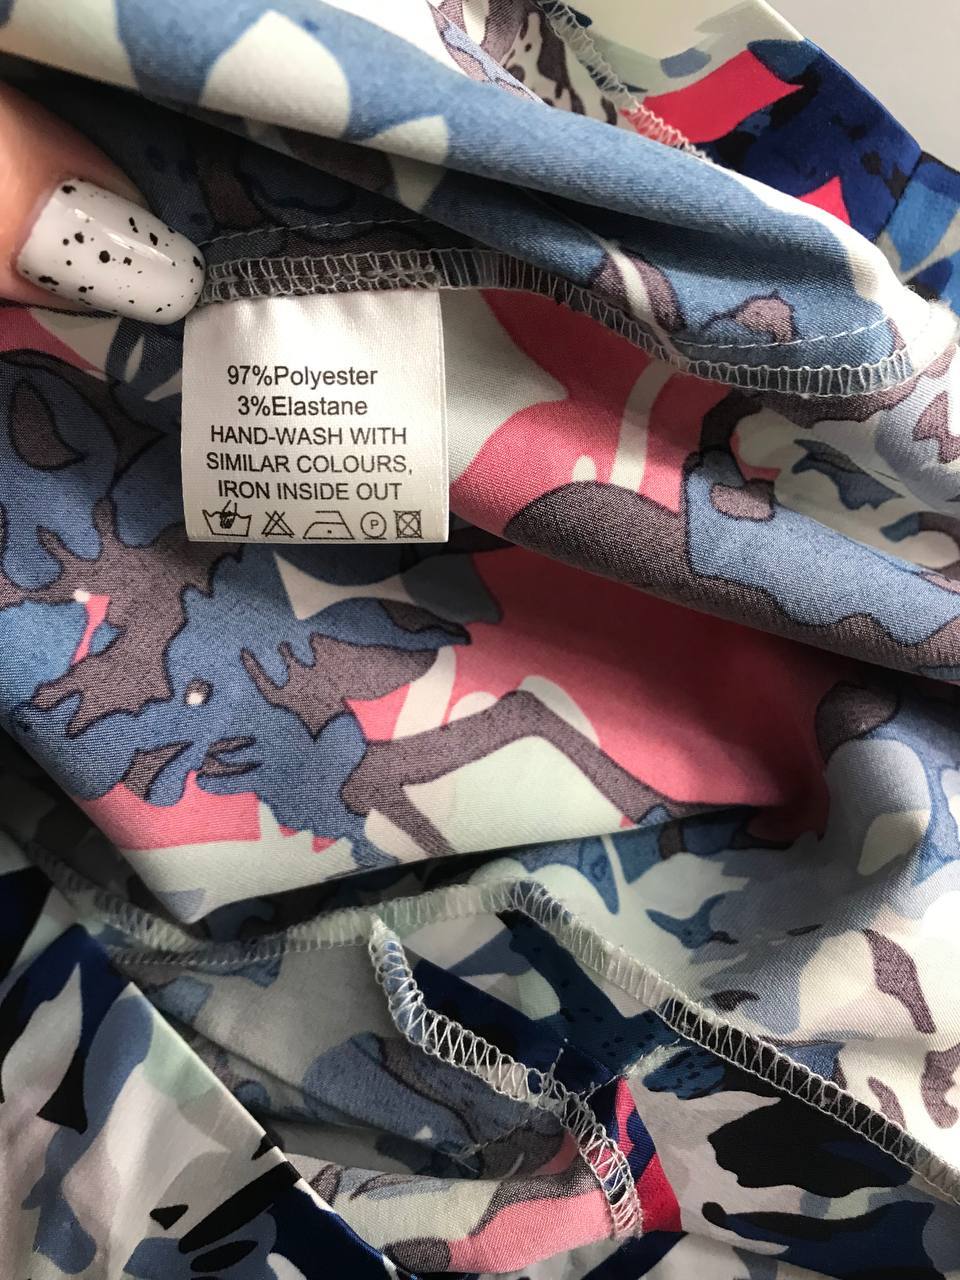 97%Polyester
3%Elastane
HAND-WASH WITH
SIMILAR COLOURS,
IRON INSIDE OUT
P